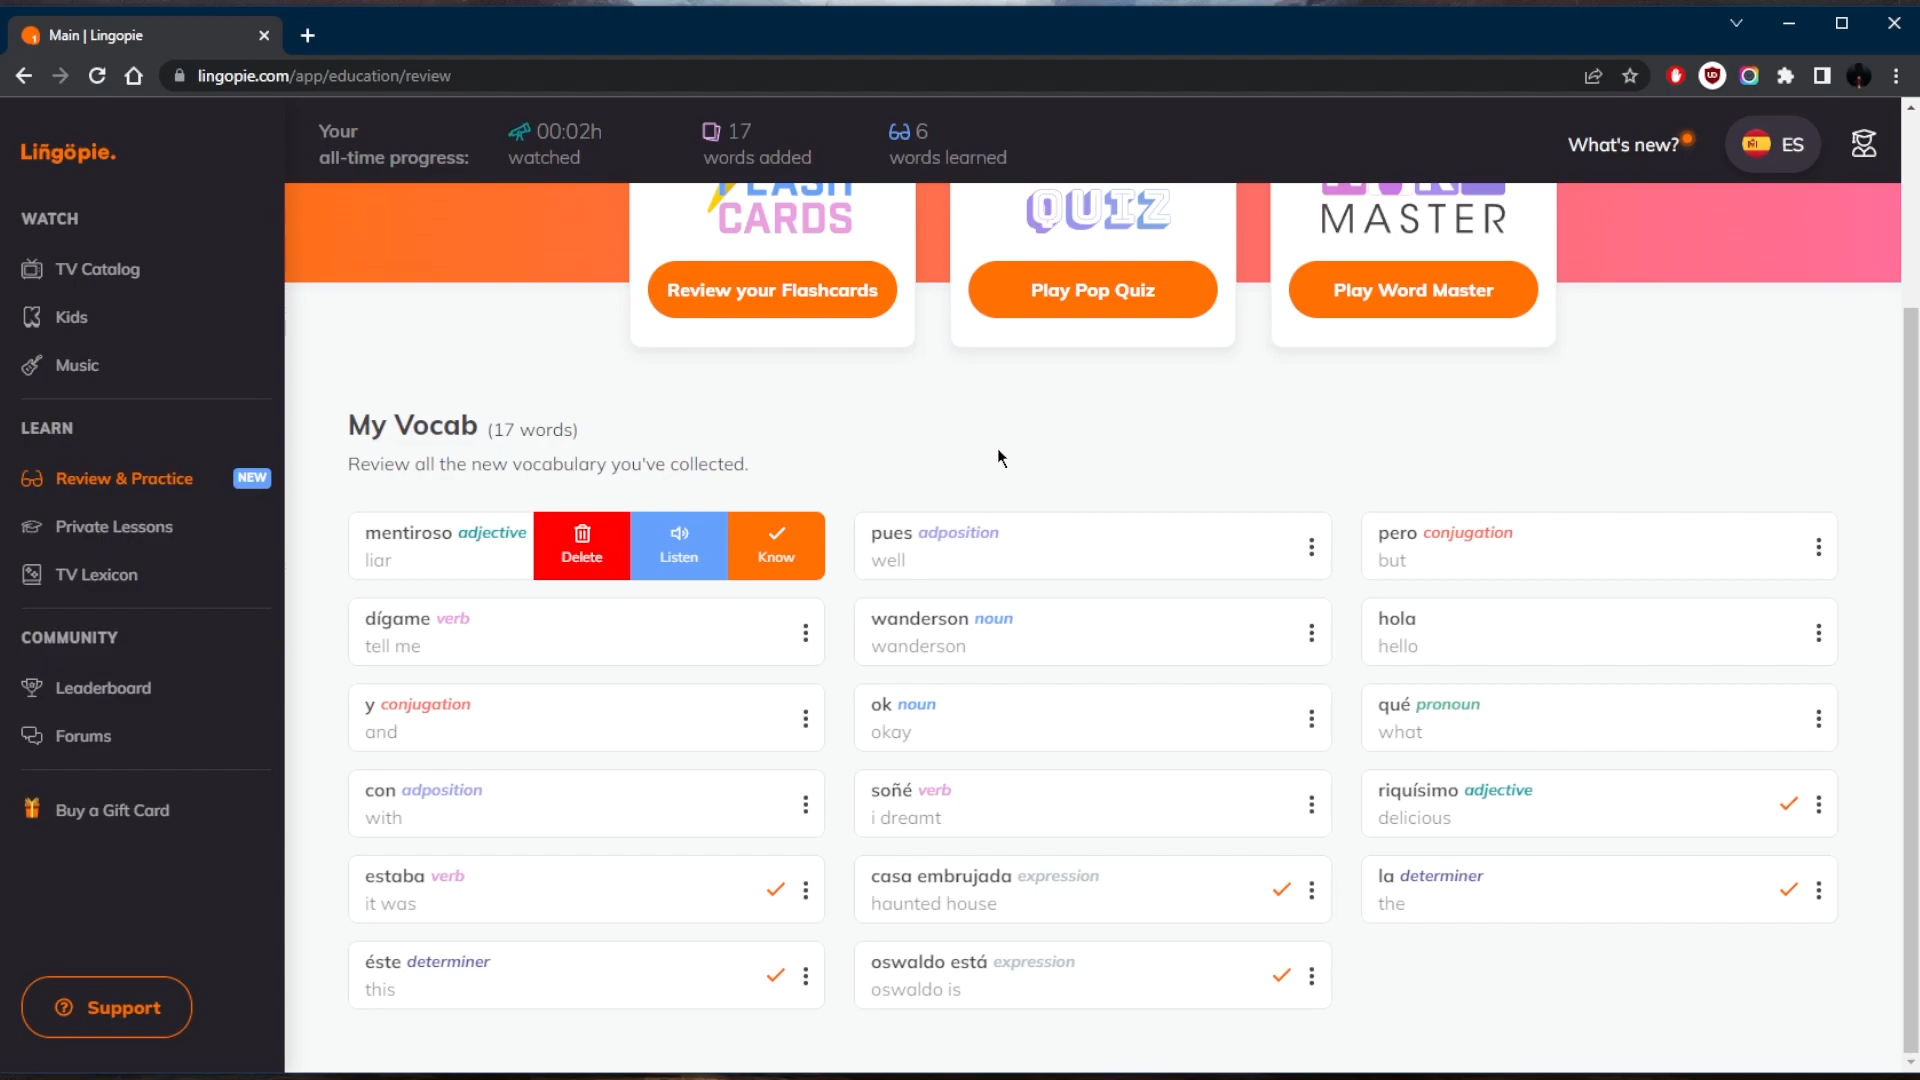 Main | Lingopie
lingopie.com/app/education/review
Liñgöpie.
Your
all-time progress:
00:02h
watched
17
words added
6
words learned
What's new?
ES
WATCH
TV Catalog
Kids
Music
LEARN
Review & Practice NEW
Private Lessons
TV Lexicon
COMMUNITY
Leaderboard
Forums
Buy a Gift Card
Support
FLASH
CARDS
Review your Flashcards
QUIZ
Play Pop Quiz
MASTER
Play Word Master
My Vocab (17 words)
Review all the new vocabulary you've collected.
mentiroso adjective
liar
Delete
Listen
Know
pues adposition
well
pero conjugation
but
dígame verb
tell me
wanderson noun
wanderson
hola
hello
y conjugation
and
ok noun
okay
qué pronoun
what
con adposition
with
soñé verb
i dreamt
riquísimo adjective
delicious
estaba verb
it was
casa embrujada expression
haunted house
la determiner
the
éste determiner
this
oswaldo está expression
oswaldo is